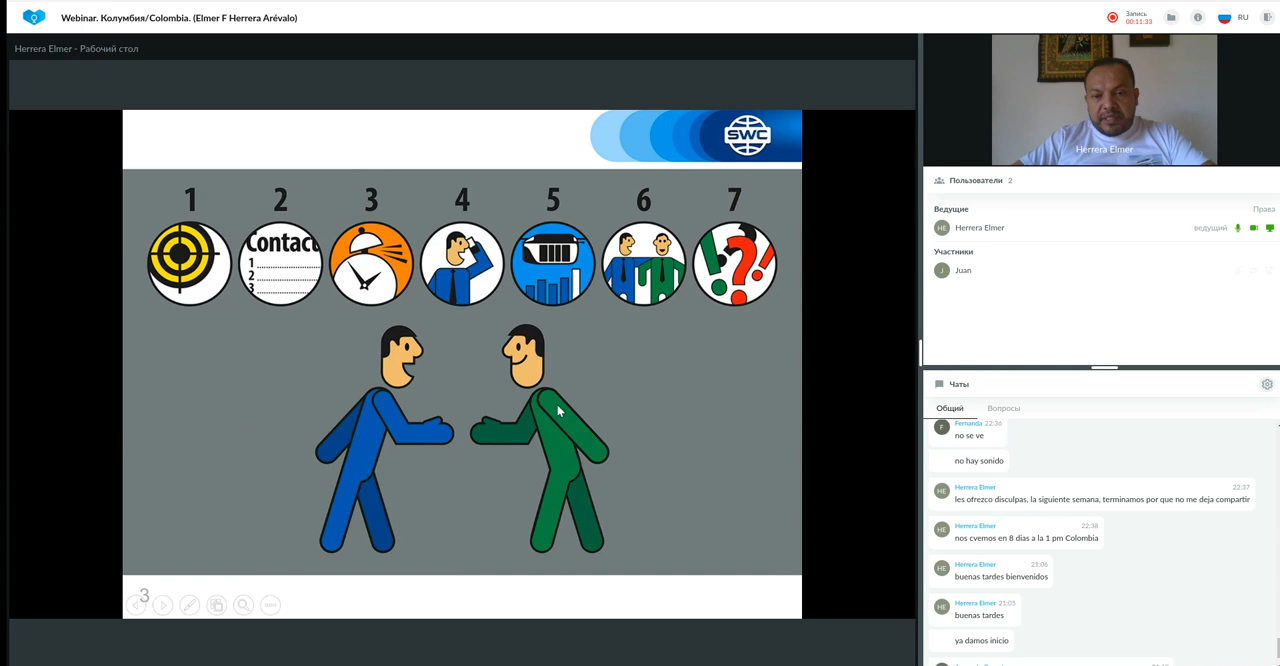 Webinar. Колумбия/Colombia. (Elmer F Herrera Arévalo)
Запись
00:11:33
RU
Herrera Elmer - Рабочий стол
SWC
1 2 3 4 5 6 7
Contact
1
2
3
3
Herrera Elmer
Пользователи 2
Ведущие Права
HE Herrera Elmer ведущий
Участники
J Juan
Чаты
Общий Вопросы
F Fernanda 22:36
no se ve
no hay sonido
HE Herrera Elmer 22:37
les ofrezco disculpas, la siguiente semana, terminamos por que no me deja compartir
HE Herrera Elmer 22:38
nos cvemos en 8 dias a la 1 pm Colombia
HE Herrera Elmer 21:06
buenas tardes bienvenidos
HE Herrera Elmer 21:05
buenas tardes
ya damos inicio